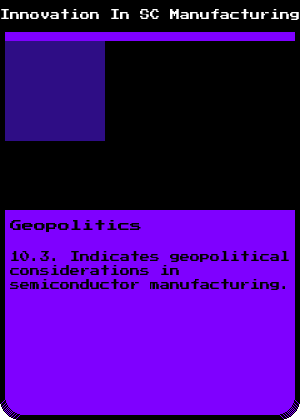 Innovation In SC Manufacturing
Geopolitics
10.3. Indicates geopolitical
considerations in
semiconductor manufacturing.